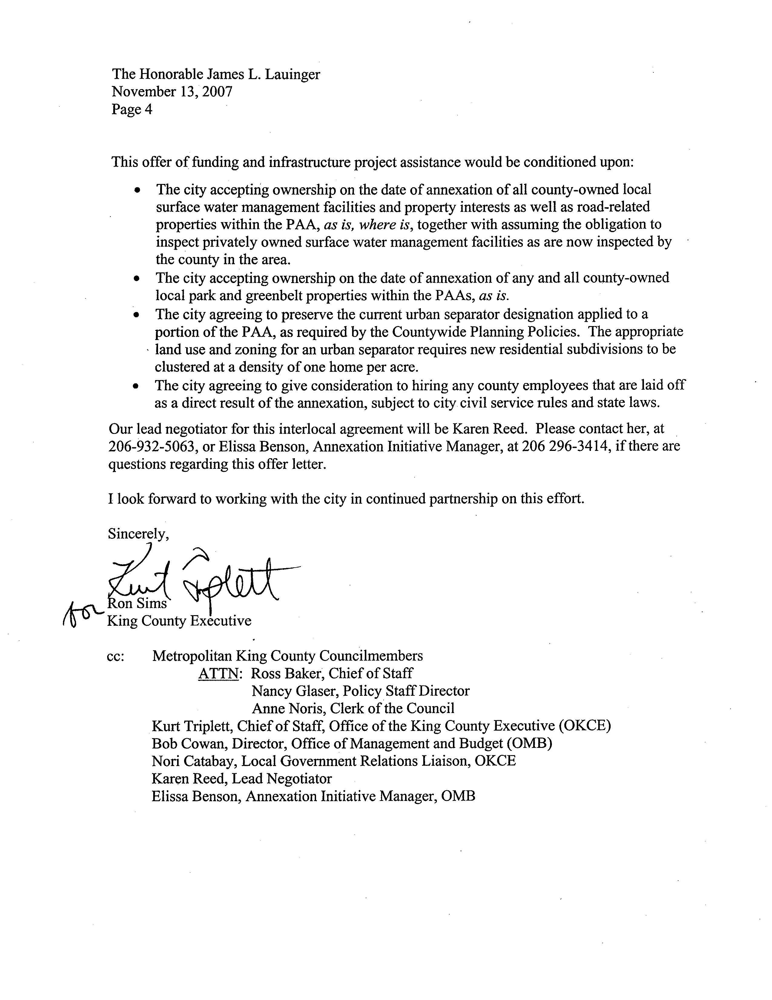 The Honorable James L. Lauinger
November 13, 2007
Page 4
This offer of funding and infrastructure project assistance would be conditioned upon:
• The city accepting ownership on the date of annexation of all county-owned local
surface water management facilities and property interests as well as road-related
properties within the PAA, as is, where is, together with assuming the obligation to
inspect privately owned surface water management facilities as are now inspected by
the county in the area.
• The city accepting ownership on the date of annexation of any and all county-owned
local park and greenbelt properties within the PAAs, as is.
• The city agreeing to preserve the current urban separator designation applied to a
portion of the PAA, as required by the Countywide Planning Policies. The appropriate
land use and zoning for an urban separator requires new residential subdivisions to be
clustered at a density of one home per acre.
• The city agreeing to give consideration to hiring any county employees that are laid off
as a direct result of the annexation, subject to city civil service rules and state laws.
Our lead negotiator for this interlocal agreement will be Karen Reed. Please contact her, at
206-932-5063, or Elissa Benson, Annexation Initiative Manager, at 206 296-3414, if there are
questions regarding this offer letter.
I look forward to working with the city in continued partnership on this effort.
Sincerely,
Kurt Triplett
for Ron Sims
King County Executive
cc: Metropolitan King County Councilmembers
ATTN: Ross Baker, Chief of Staff
Nancy Glaser, Policy Staff Director
Anne Noris, Clerk of the Council
Kurt Triplett, Chief of Staff, Office of the King County Executive (OKCE)
Bob Cowan, Director, Office of Management and Budget (OMB)
Nori Catabay, Local Government Relations Liaison, OKCE
Karen Reed, Lead Negotiator
Elissa Benson, Annexation Initiative Manager, OMB